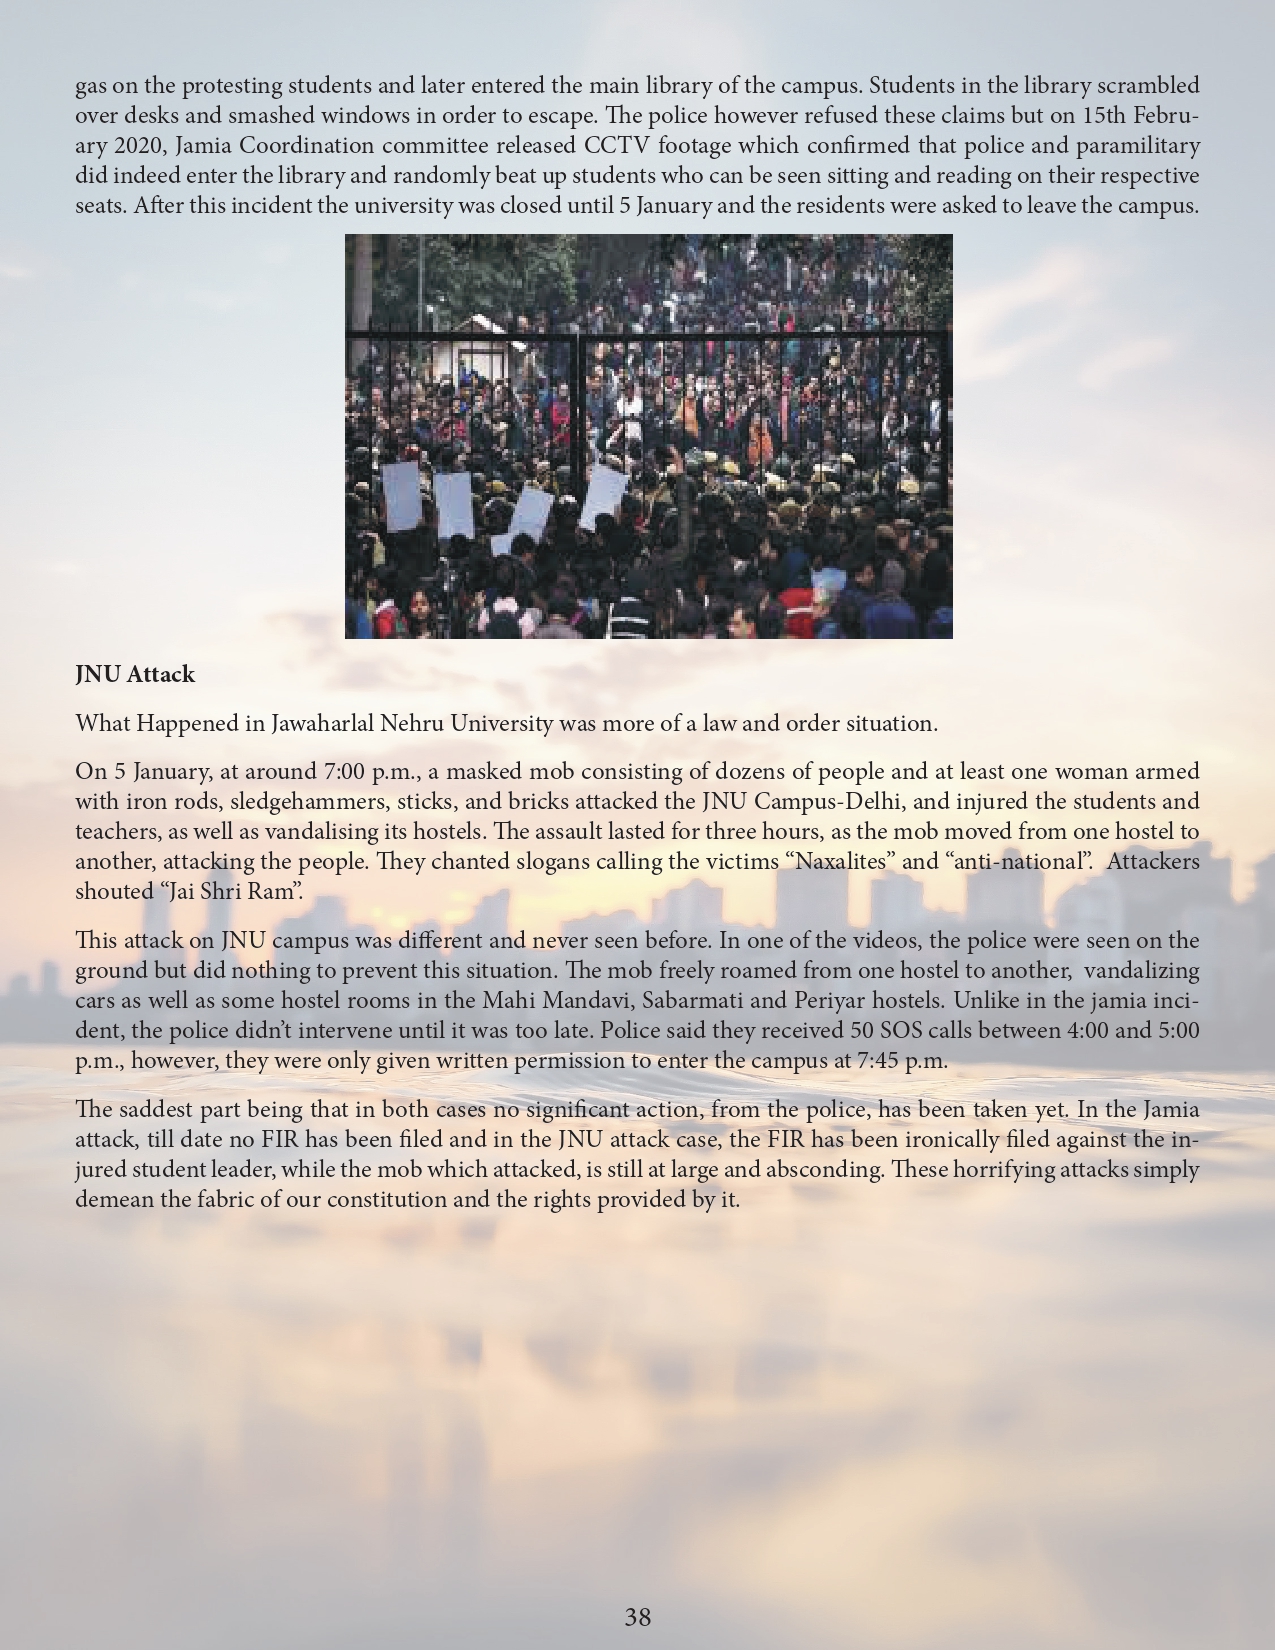 gas on the protesting students and later entered the main library of the campus. Students in the library scrambled
over desks and smashed windows in order to escape. The police however refused these claims but on 15th Febru-
ary 2020, Jamia Coordination committee released CCTV footage which confirmed that police and paramilitary
did indeed enter the library and randomly beat up students who can be seen sitting and reading on their respective
seats. After this incident the university was closed until 5 January and the residents were asked to leave the campus.
JNU Attack
What Happened in Jawaharlal Nehru University was more of a law and order situation.
On 5 January, at around 7:00 p.m., a masked mob consisting of dozens of people and at least one woman armed
with iron rods, sledgehammers, sticks, and bricks attacked the JNU Campus-Delhi, and injured the students and
teachers, as well as vandalising its hostels. The assault lasted for three hours, as the mob moved from one hostel to
another, attacking the people. They chanted slogans calling the victims “Naxalites” and “anti-national”.  Attackers
shouted “Jai Shri Ram”.
This attack on JNU campus was different and never seen before. In one of the videos, the police were seen on the
ground but did nothing to prevent this situation. The mob freely roamed from one hostel to another,  vandalizing
cars as well as some hostel rooms in the Mahi Mandavi, Sabarmati and Periyar hostels. Unlike in the jamia inci-
dent, the police didn’t intervene until it was too late. Police said they received 50 SOS calls between 4:00 and 5:00
p.m., however, they were only given written permission to enter the campus at 7:45 p.m.
The saddest part being that in both cases no significant action, from the police, has been taken yet. In the Jamia
attack, till date no FIR has been filed and in the JNU attack case, the FIR has been ironically filed against the in-
jured student leader, while the mob which attacked, is still at large and absconding. These horrifying attacks simply
demean the fabric of our constitution and the rights provided by it.
38